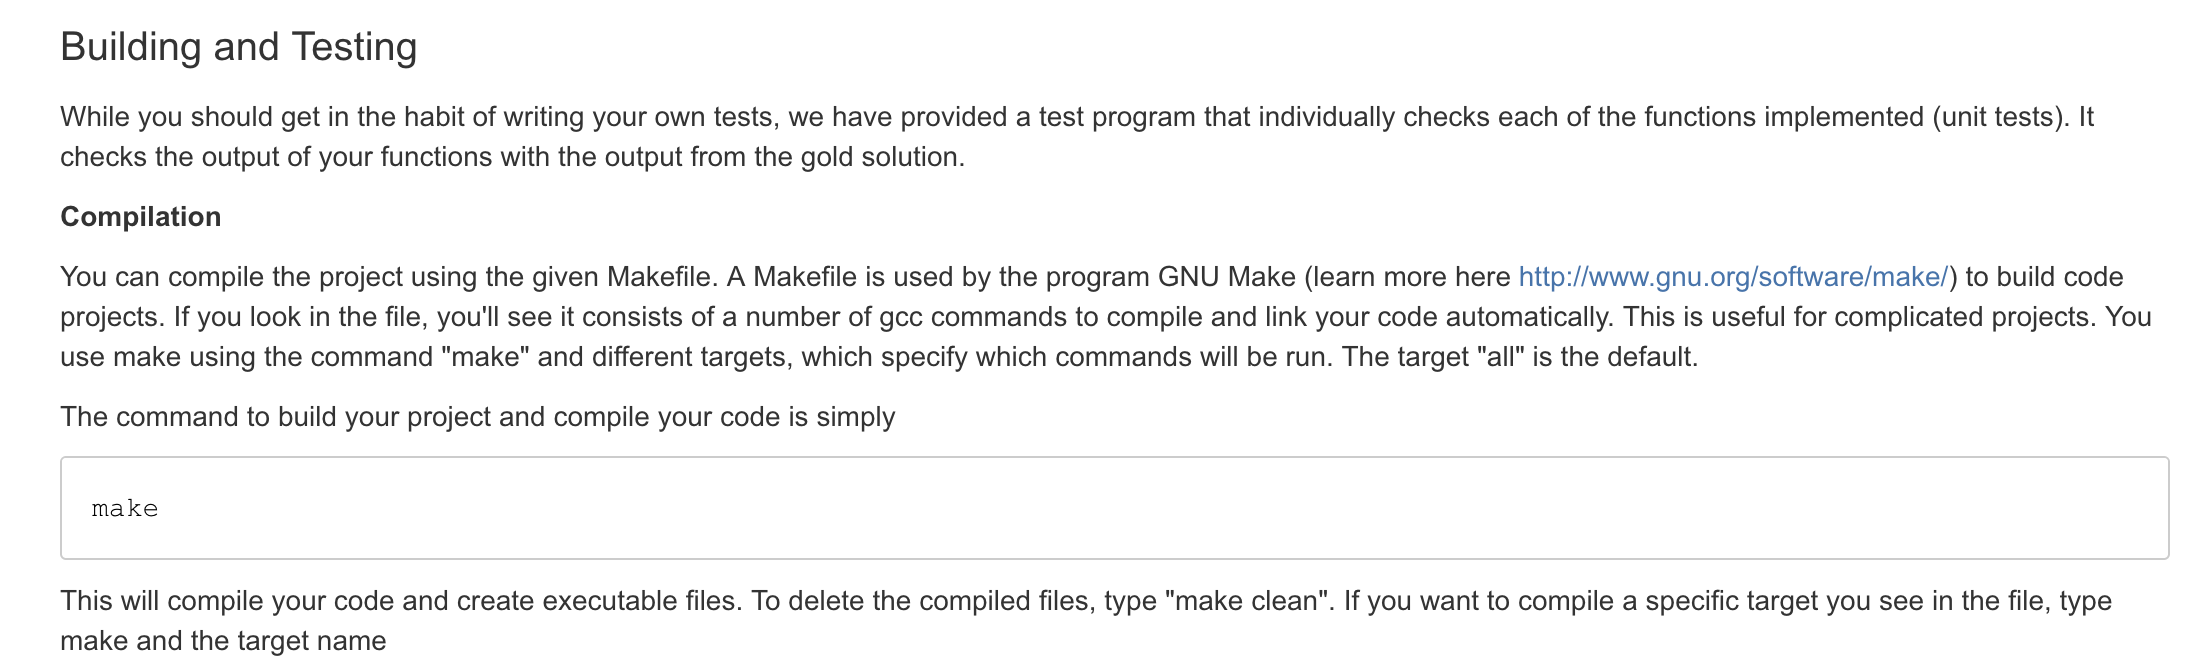 Building and Testing
While you should get in the habit of writing your own tests, we have provided a test program that individually checks each of the functions implemented (unit tests). It
checks the output of your functions with the output from the gold solution.
Compilation
You can compile the project using the given Makefile. A Makefile is used by the program GNU Make (learn more here http://www.gnu.org/software/make/) to build code
projects. If you look in the file, you'll see it consists of a number of gcc commands to compile and link your code automatically. This is useful for complicated projects. You
use make using the command "make" and different targets, which specify which commands will be run. The target "all" is the default.
The command to build your project and compile your code is simply
make
This will compile your code and create executable files. To delete the compiled files, type "make clean". If you want to compile a specific target you see in the file, type
make and the target name